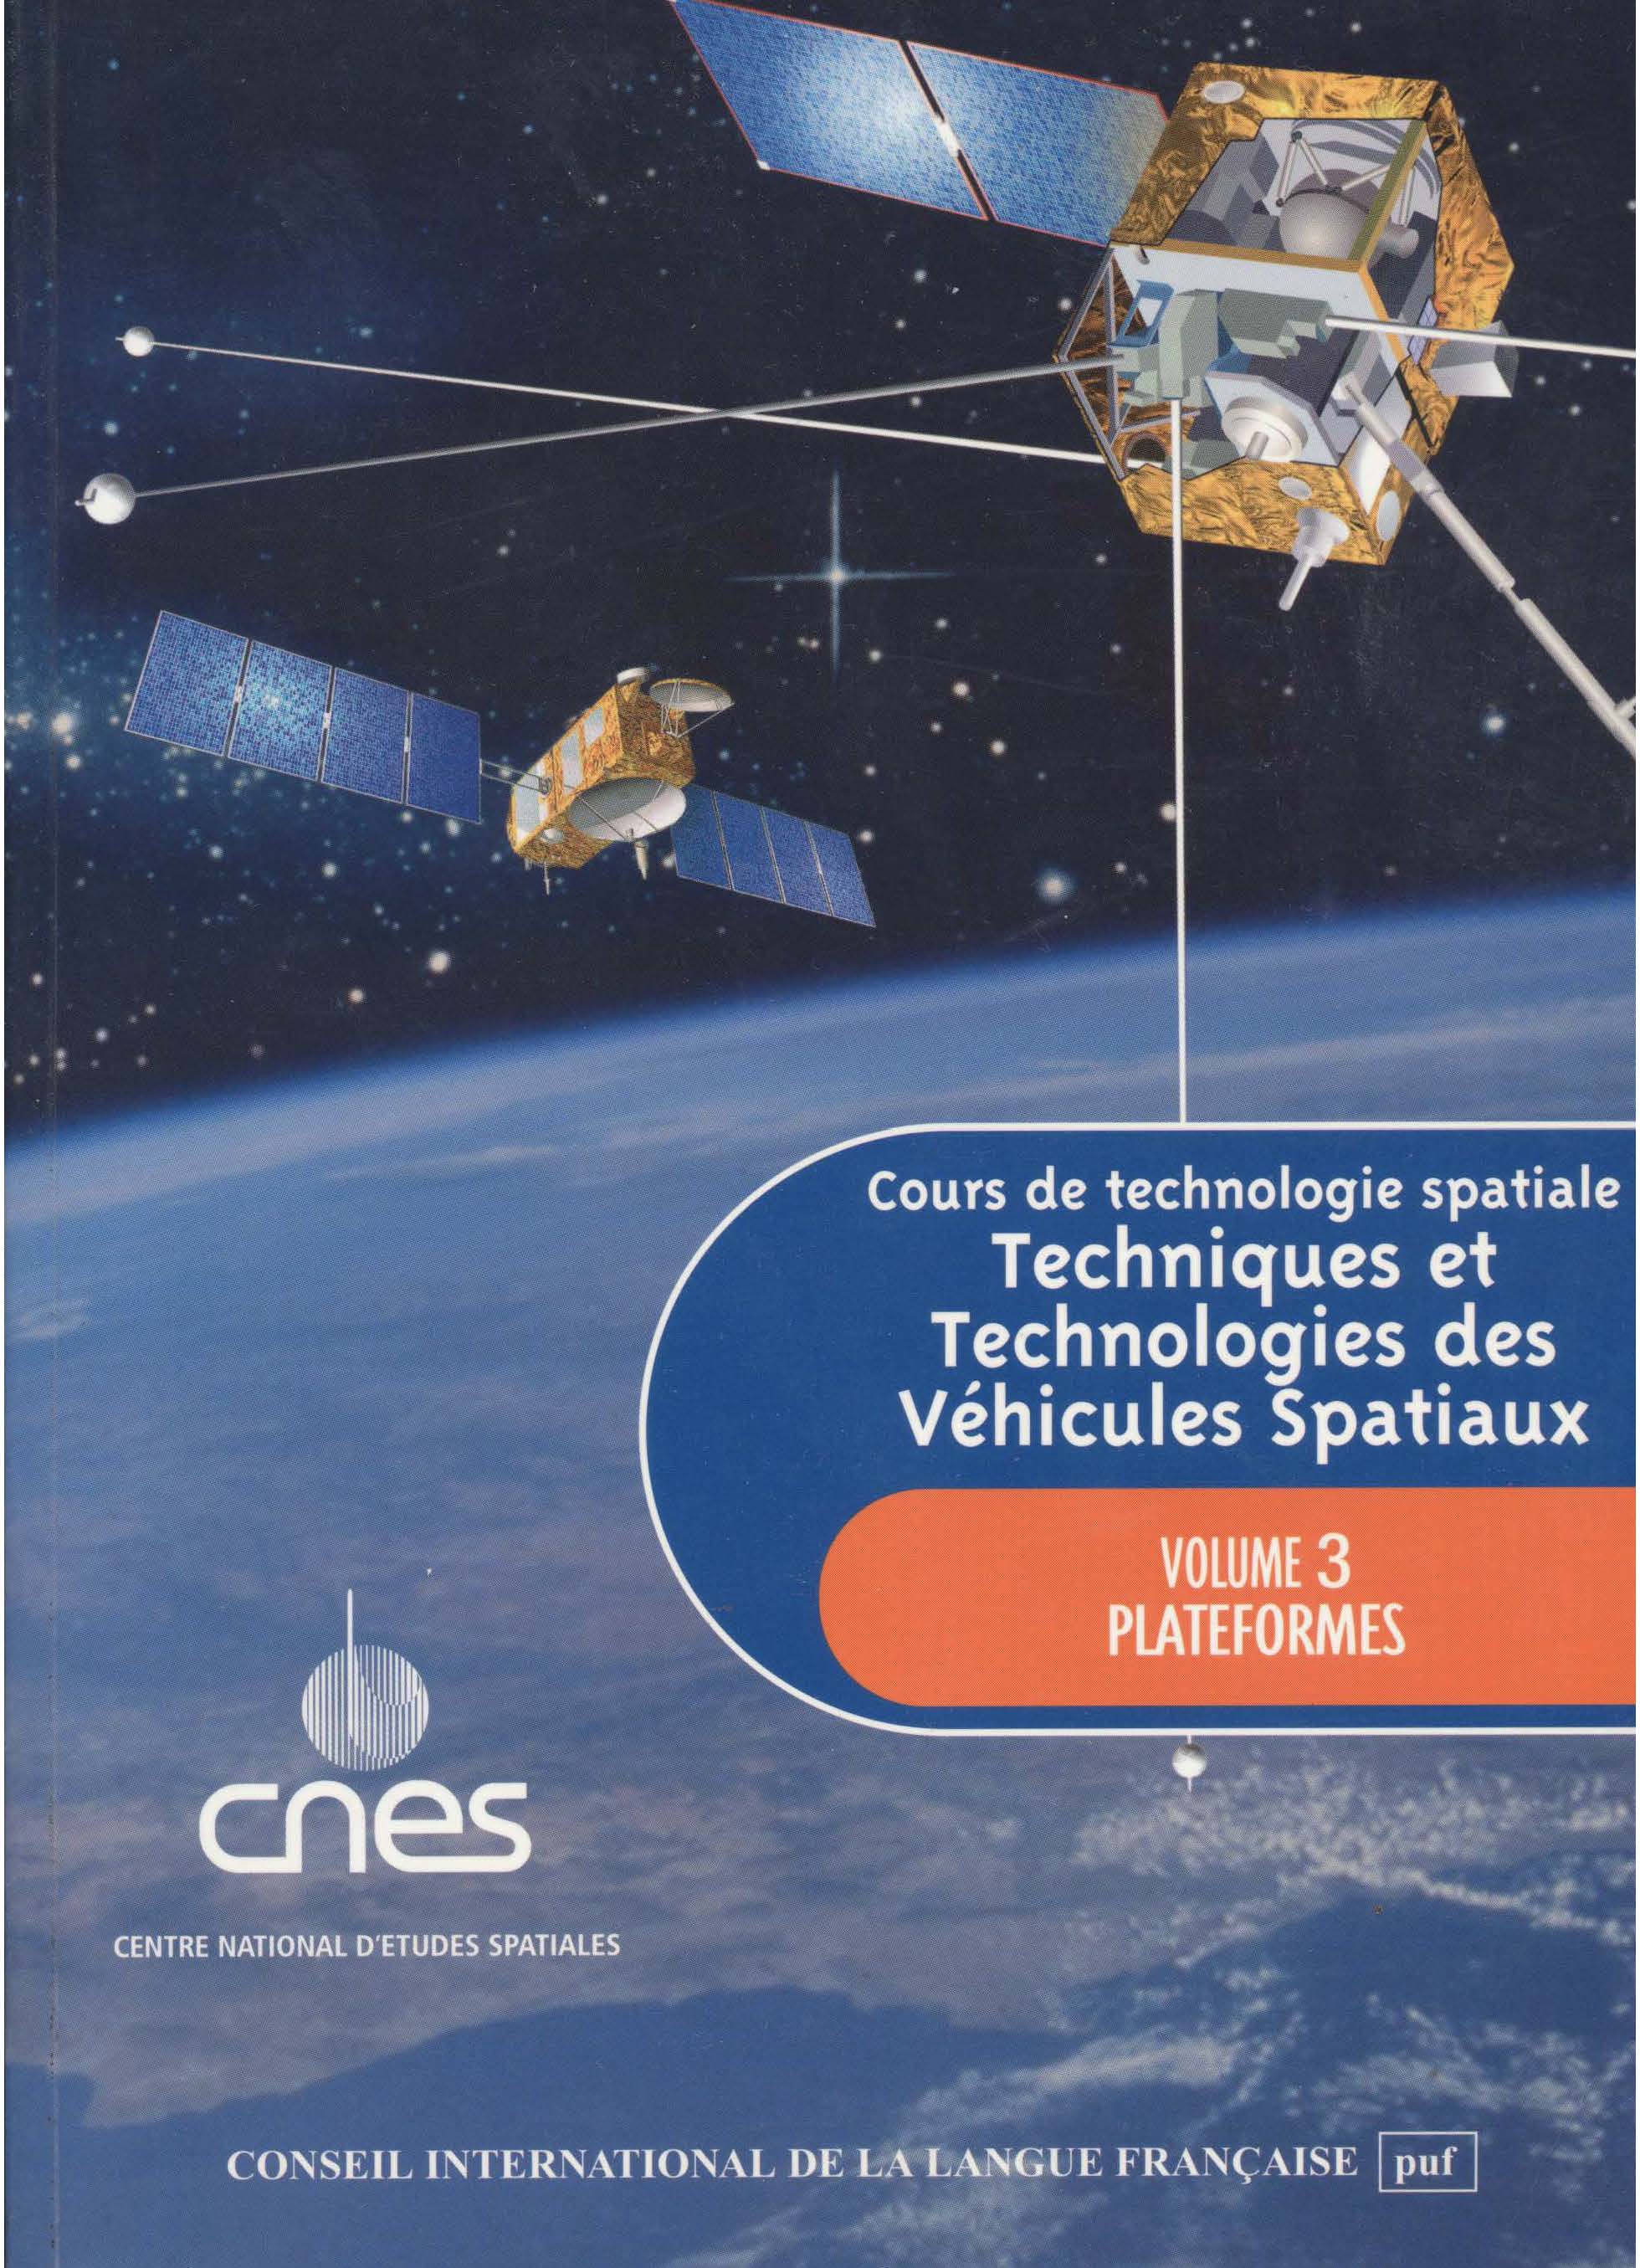 Cours de technologie spatiale
Techniques et
Technologies des
Véhicules Spatiaux
VOLUME 3
PLATEFORMES
cnes
CENTRE NATIONAL D'ETUDES SPATIALES
CONSEIL INTERNATIONAL DE LA LANGUE FRANÇAISE puf